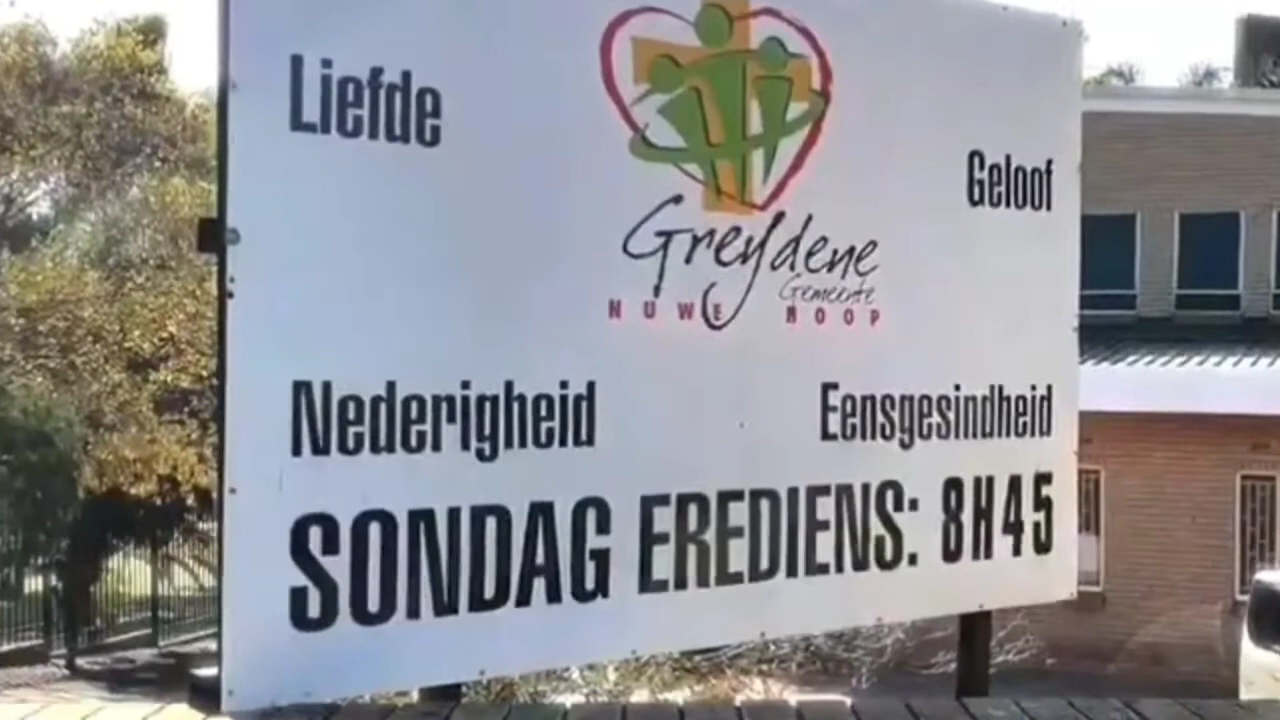 Liefde
Geloof
Greydene
Gemeente
NUWE HOOP
Nederigheid
Eensgesindheid
SONDAG EREDIENS: 8H45